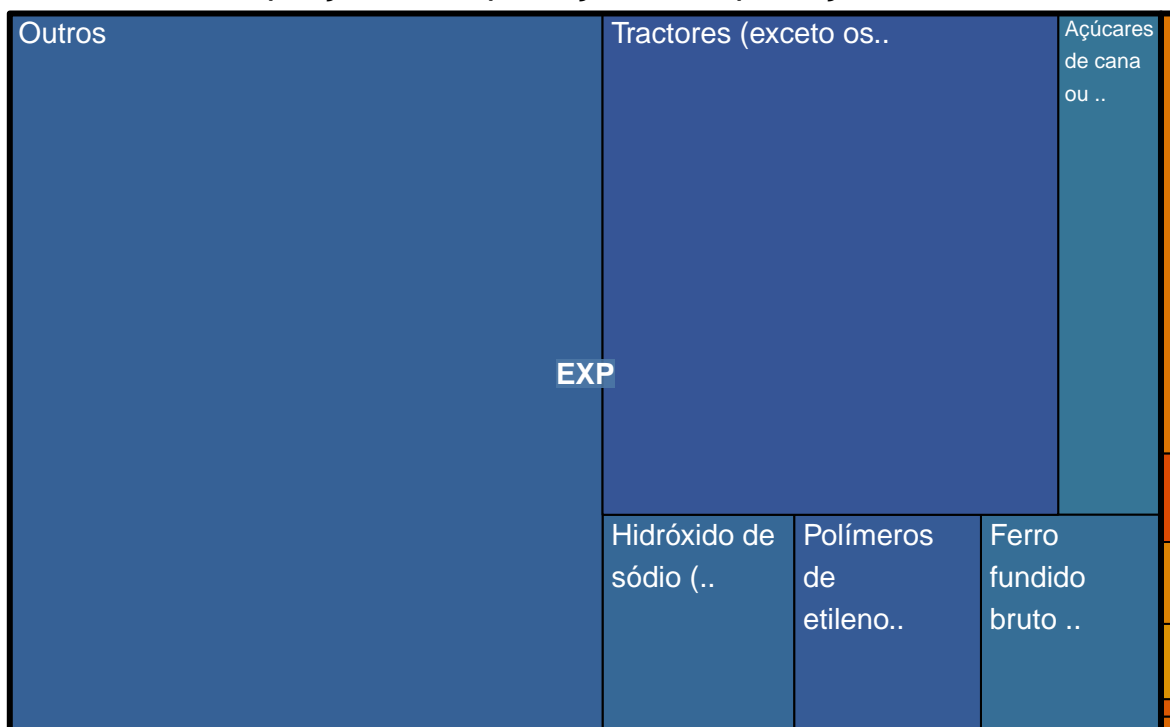 Outros
Tractores (exceto os..
Açúcares
de cana
ou ..
EXP
Hidróxido de
sódio (..
Polímeros
de
etileno..
Ferro
fundido
bruto ..